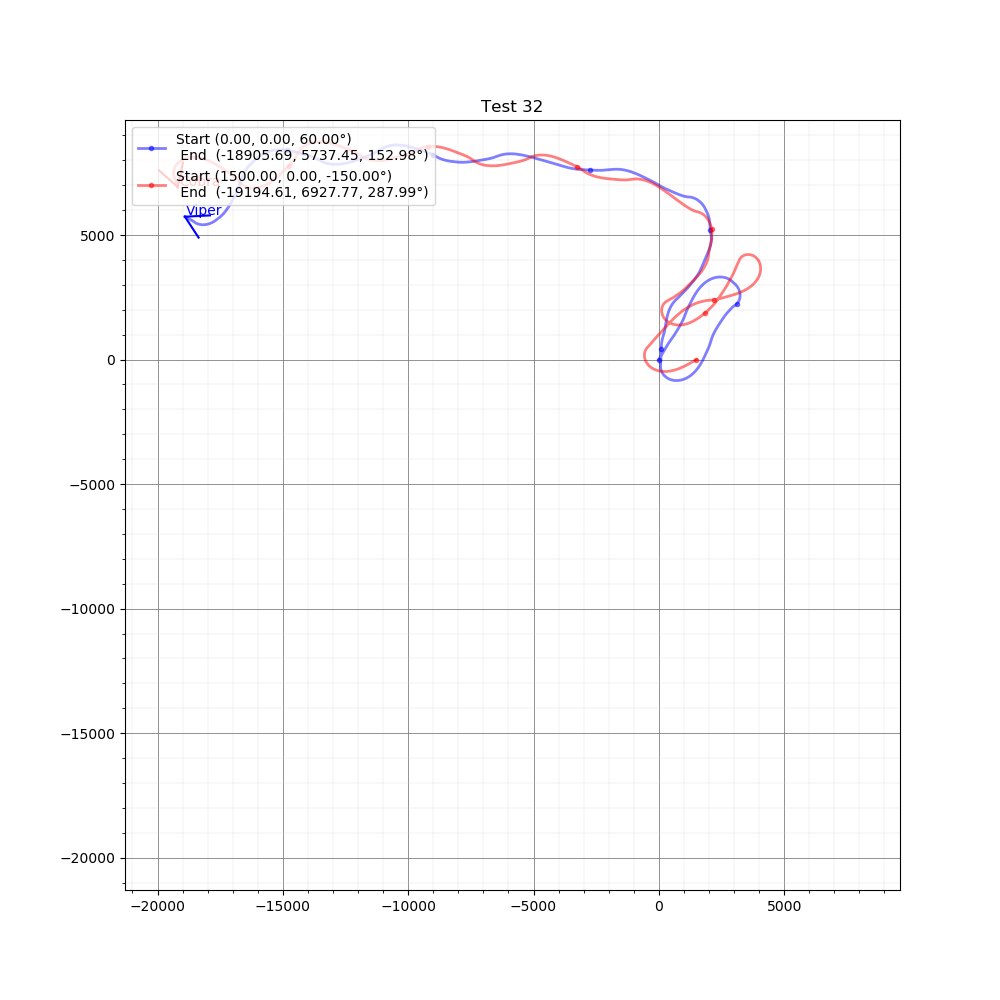 Test 32
Start (0.00, 0.00, 60.00°)
End (-18905.69, 5737.45, 152.98°)
Start (1500.00, 0.00, -150.00°)
End (-19194.61, 6927.77, 287.99°)
Viper
5000
0
−5000
−10000
−15000
−20000
−20000 −15000 −10000 −5000 0 5000